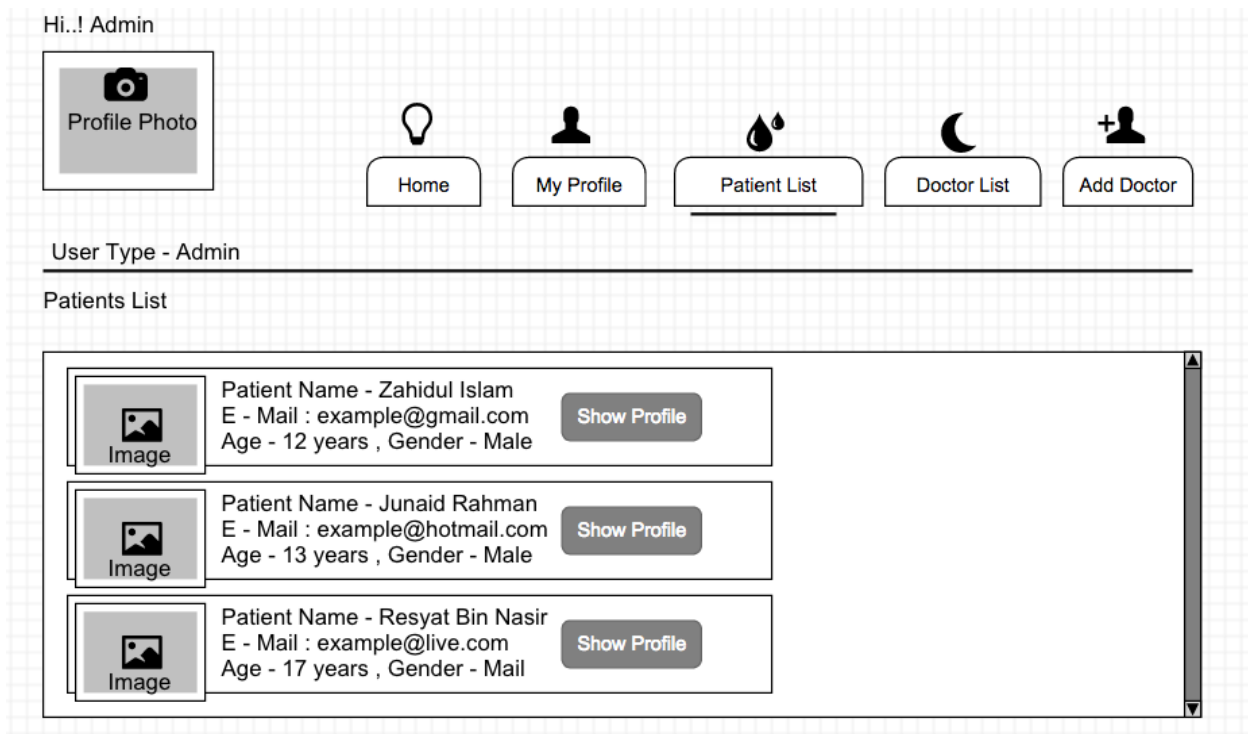 Hi..! Admin
Profile Photo
Home
My Profile
Patient List
Doctor List
Add Doctor
User Type - Admin
Patients List
Image
Patient Name - Zahidul Islam
E - Mail : example@gmail.com
Age - 12 years , Gender - Male
Show Profile
Image
Patient Name - Junaid Rahman
E - Mail : example@hotmail.com
Age - 13 years , Gender - Male
Show Profile
Image
Patient Name - Resyat Bin Nasir
E - Mail : example@live.com
Age - 17 years , Gender - Mail
Show Profile